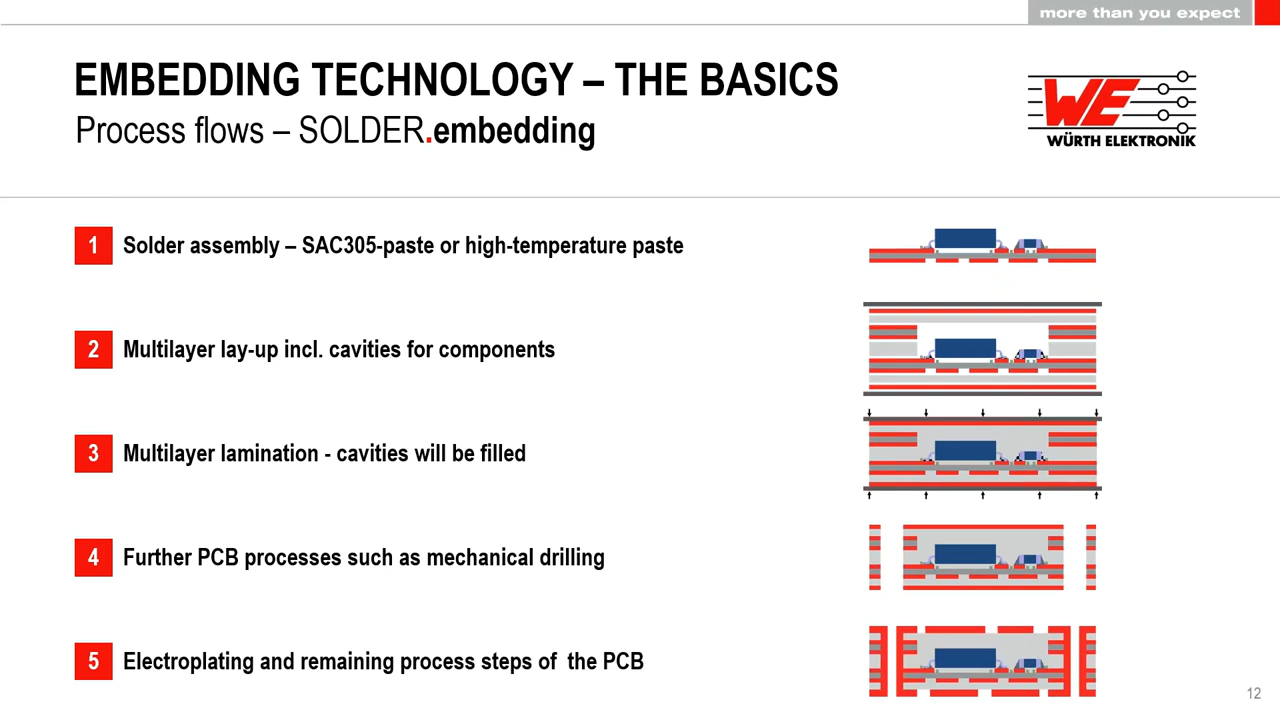 more than you expect
EMBEDDING TECHNOLOGY – THE BASICS
Process flows – SOLDER.embedding
WE
WÜRTH ELEKTRONIK
1 Solder assembly – SAC305-paste or high-temperature paste
2 Multilayer lay-up incl. cavities for components
3 Multilayer lamination - cavities will be filled
4 Further PCB processes such as mechanical drilling
5 Electroplating and remaining process steps of the PCB
12